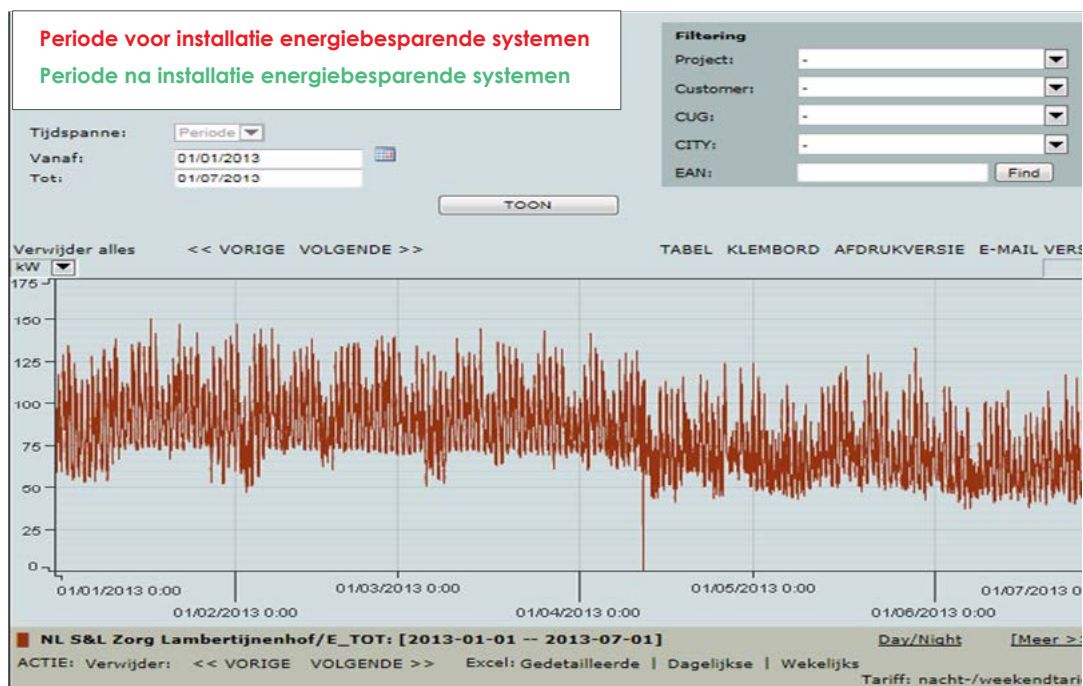 Periode voor installatie energiebesparende systemen
Periode na installatie energiebesparende systemen
Filtering
Project: -
Customer: -
CUG: -
CITY: -
EAN: Find
Tijdspanne: Periode
Vanaf: 01/01/2013
Tot: 01/07/2013
TOON
Verwijder alles << VORIGE VOLGENDE >> TABEL KLEMBORD AFDRUKVERSIE E-MAIL VERS
kW
175
150
125
100
75
50
25
0
01/01/2013 0:00 01/03/2013 0:00 01/05/2013 0:00 01/07/2013 0
01/02/2013 0:00 01/04/2013 0:00 01/06/2013 0:00
NL S&L Zorg Lambertijnenhof/E_TOT: [2013-01-01 -- 2013-07-01] Day/Night [Meer >>
ACTIE: Verwijder: << VORIGE VOLGENDE >> Excel: Gedetailleerde | Dagelijkse | Wekelijks
Tariff: nacht-/weekendtarie